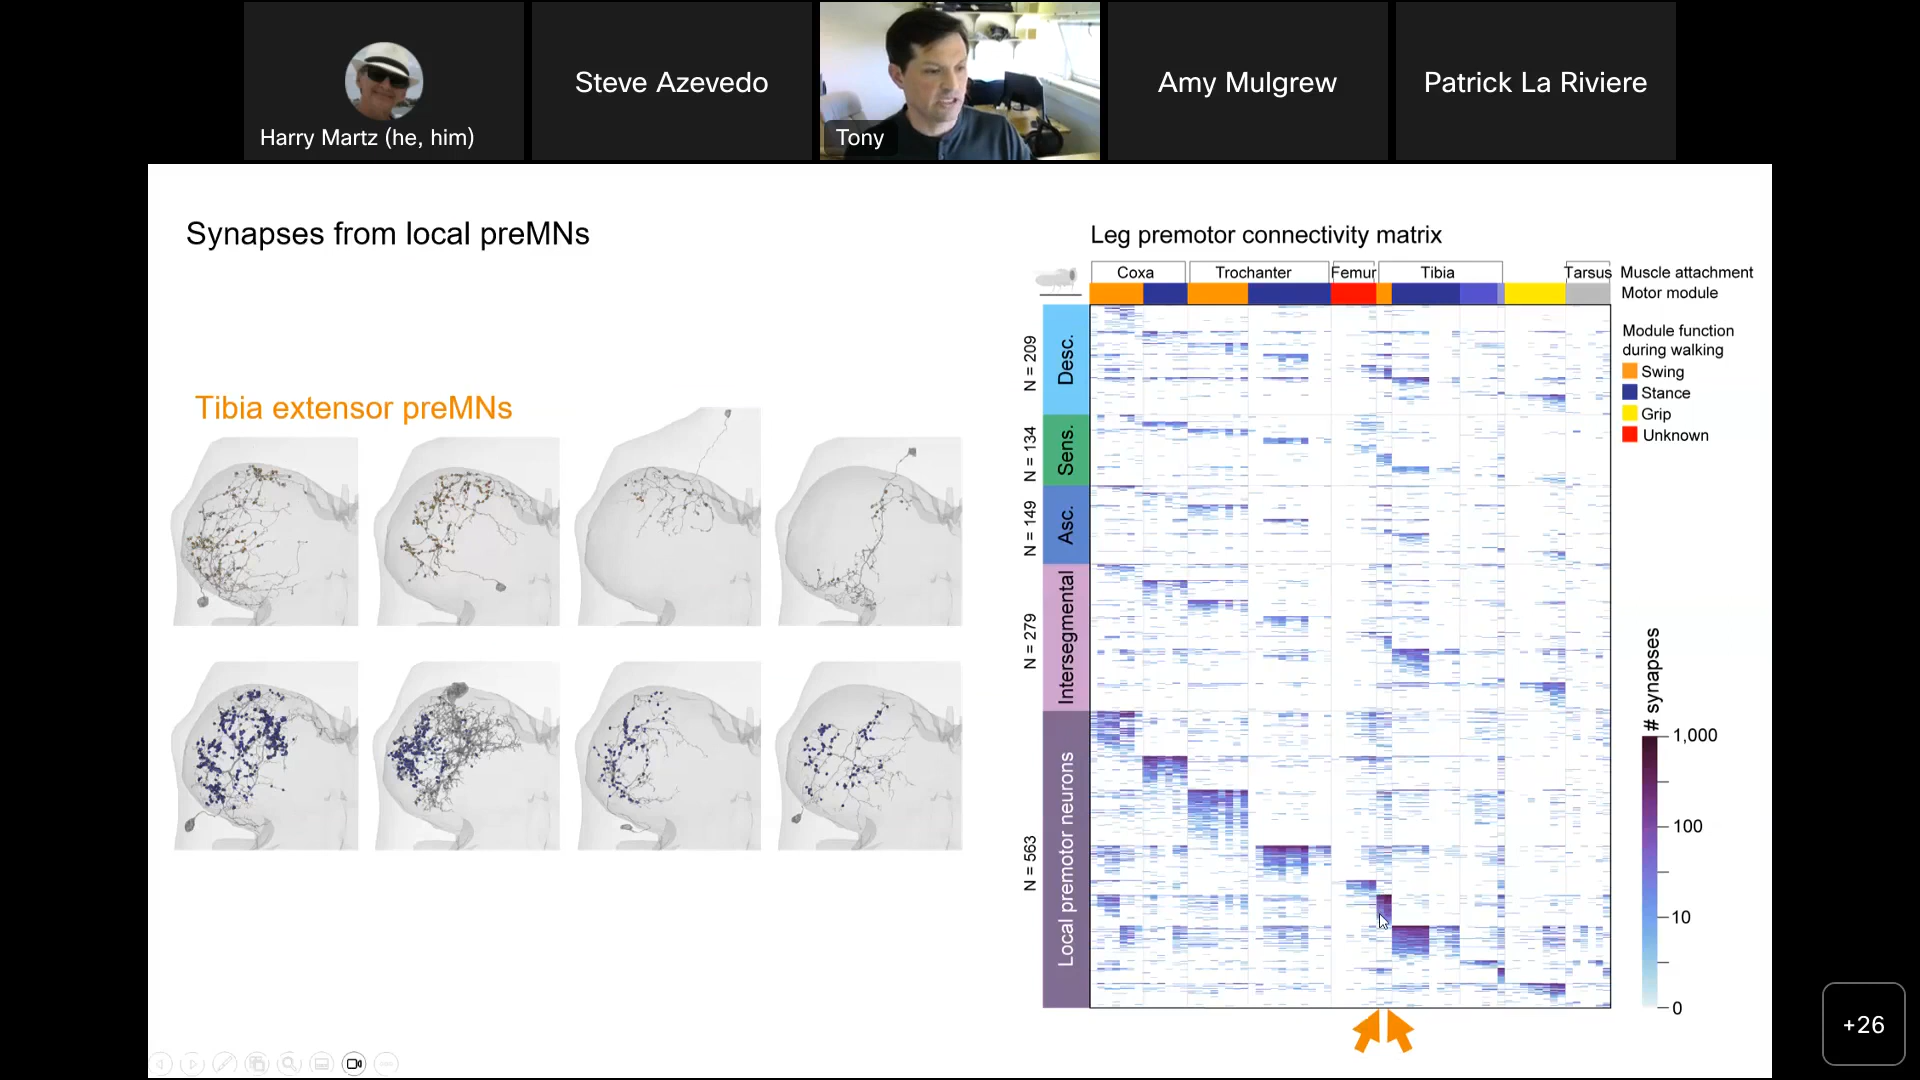 Harry Martz (he, him)
Steve Azevedo
Tony
Amy Mulgrew
Patrick La Riviere
Synapses from local preMNs
Tibia extensor preMNs
Leg premotor connectivity matrix
Coxa
Trochanter
Femur
Tibia
Tarsus
Muscle attachment
Motor module
Module function
during walking
Swing
Stance
Grip
Unknown
N = 209
Desc.
N = 134
Sens.
N = 149
Asc.
N = 279
Intersegmental
N = 563
Local premotor neurons
# synapses
1,000
100
10
0
+26